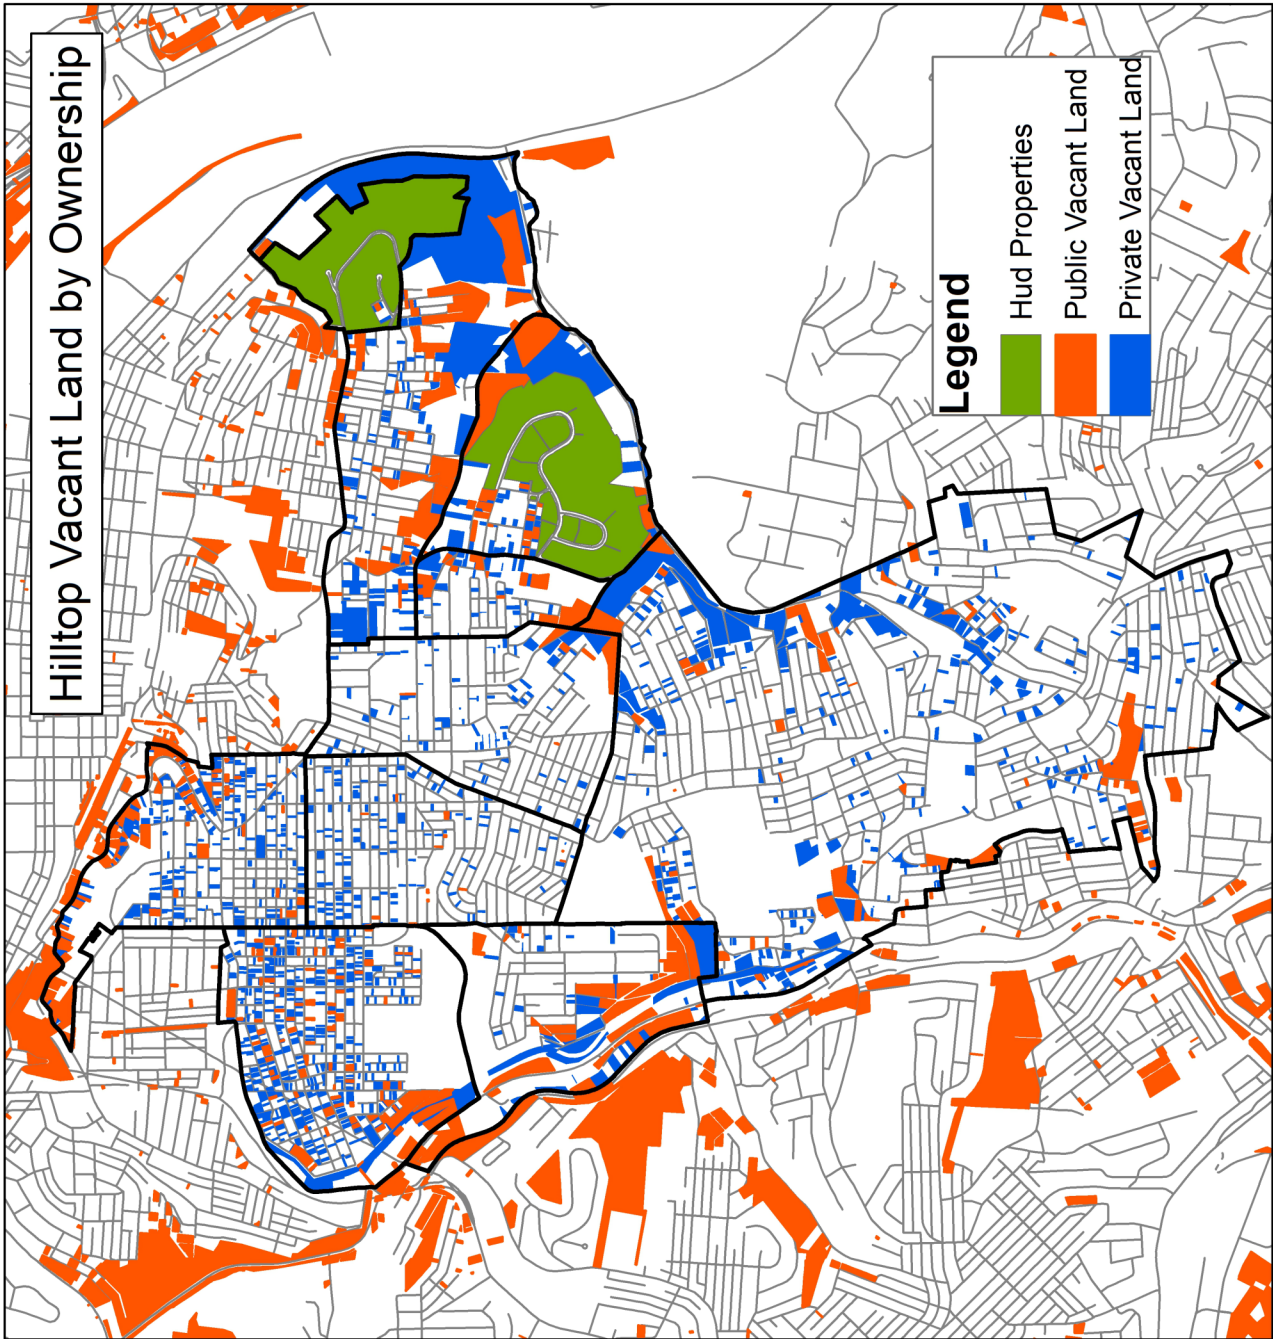 Hilltop Vacant Land by Ownership
Legend
Hud Properties
Public Vacant Land
Private Vacant Land